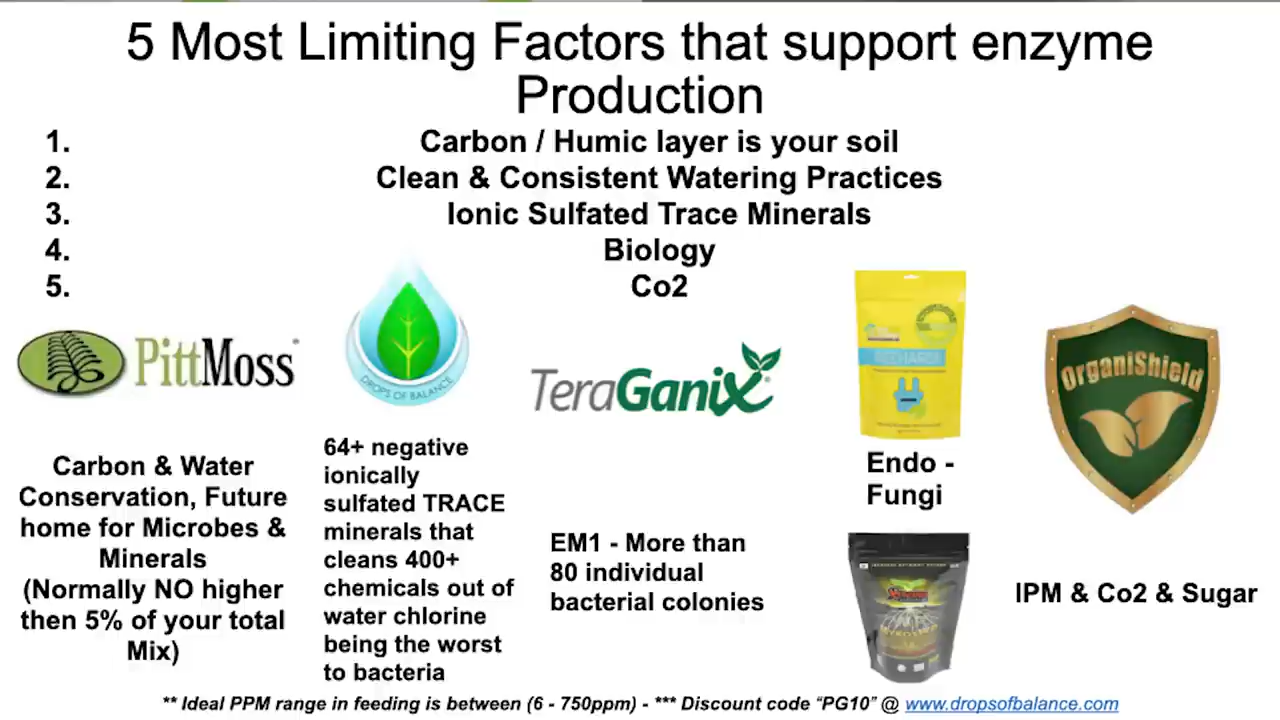 5 Most Limiting Factors that support enzyme
Production
1. Carbon / Humic layer is your soil
2. Clean & Consistent Watering Practices
3. Ionic Sulfated Trace Minerals
4. Biology
5. Co2
PittMoss
DROPS OF BALANCE
TeraGanix
RECHARGE
OrganiShield
Carbon & Water
Conservation, Future
home for Microbes &
Minerals
(Normally NO higher
then 5% of your total
Mix)
64+ negative
ionically
sulfated TRACE
minerals that
cleans 400+
chemicals out of
water chlorine
being the worst
to bacteria
EM1 - More than
80 individual
bacterial colonies
Endo -
Fungi
IPM & Co2 & Sugar
** Ideal PPM range in feeding is between (6 - 750ppm) - *** Discount code “PG10” @ www.dropsofbalance.com